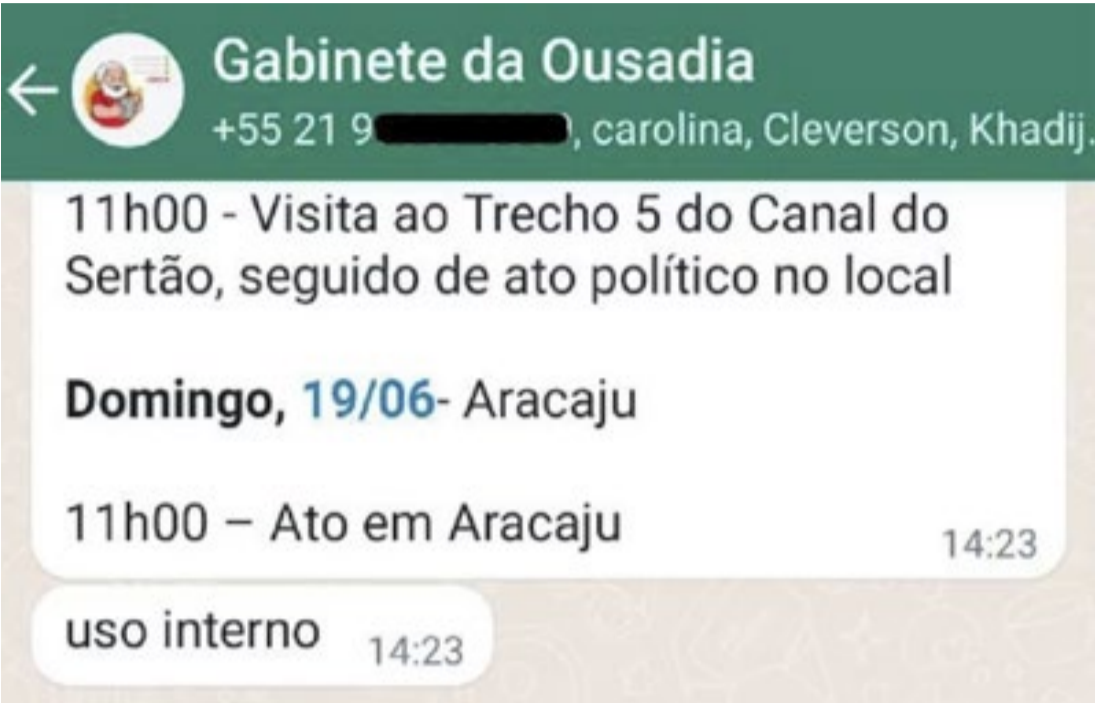 Gabinete da Ousadia
+55 21 9 , carolina, Cleverson, Khadij.
11h00 - Visita ao Trecho 5 do Canal do
Sertão, seguido de ato político no local
Domingo, 19/06- Aracaju
11h00 – Ato em Aracaju
14:23
uso interno 14:23